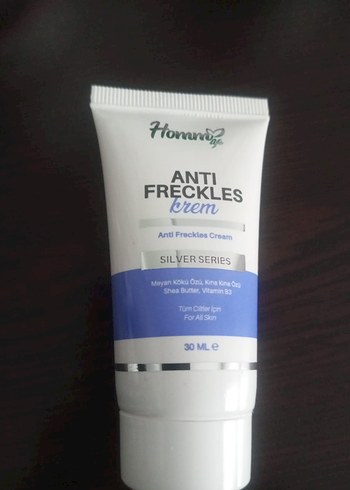 Homm life
ANTI
FRECKLES
krem
Anti Freckles Cream
SILVER SERIES
Meyan Kökü Özü, Kına Kına Özü
Shea Butter, Vitamin B3
Tüm Ciltler İçin
For All Skin
30 ML e